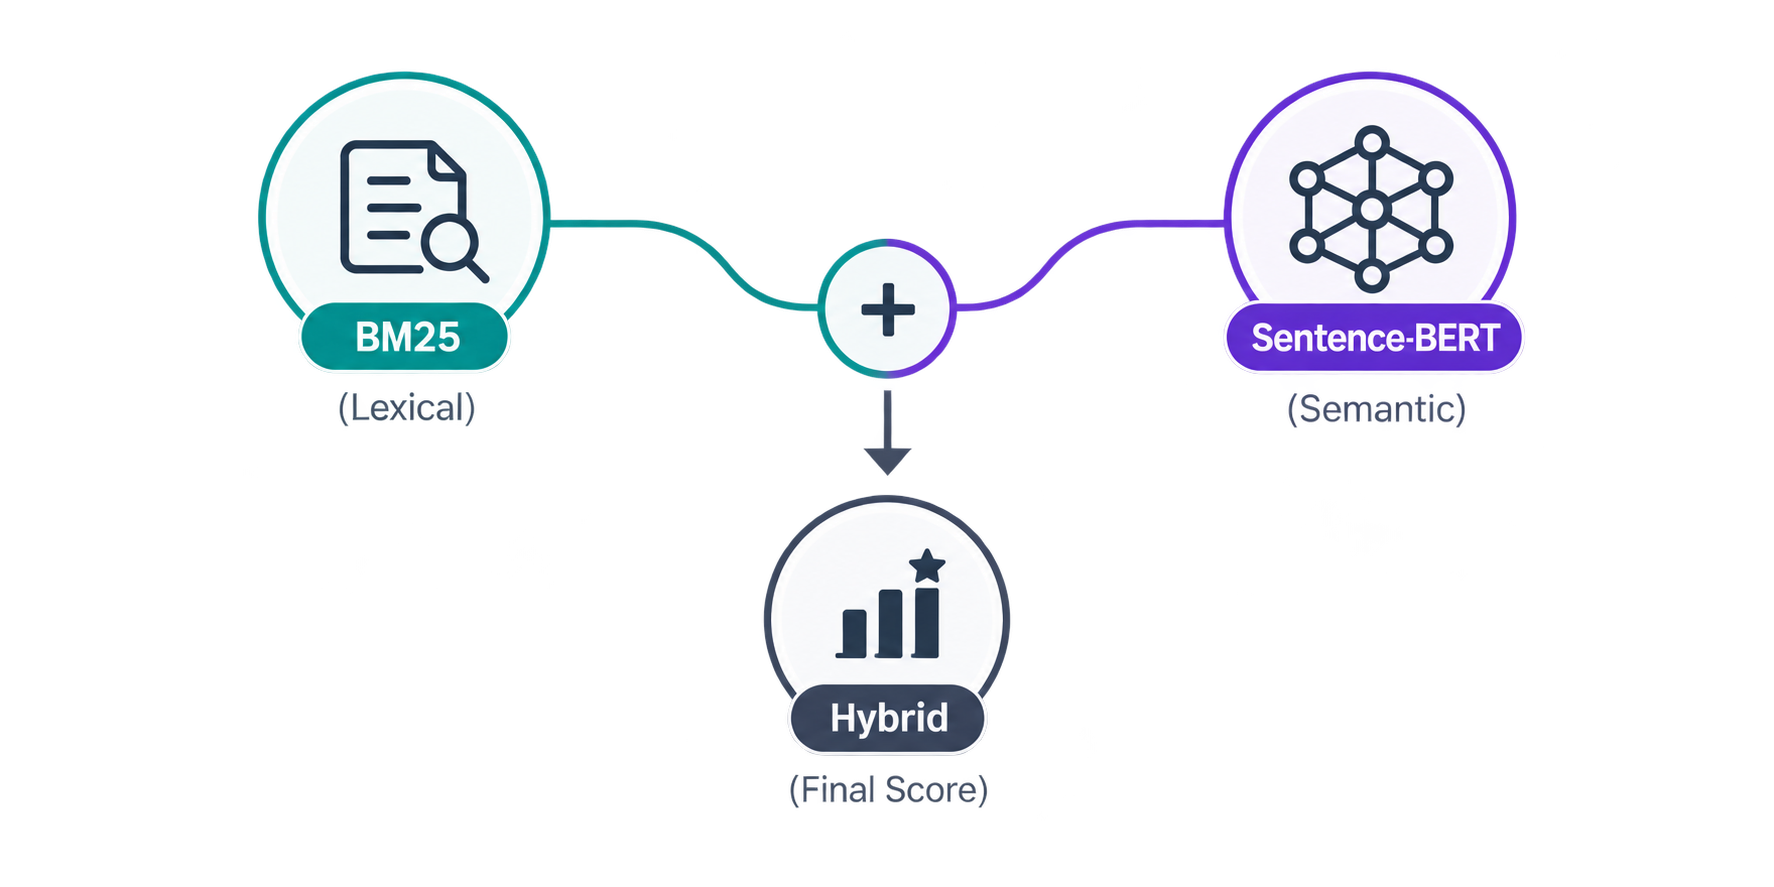 BM25
(Lexical)
+
Sentence-BERT
(Semantic)
Hybrid
(Final Score)